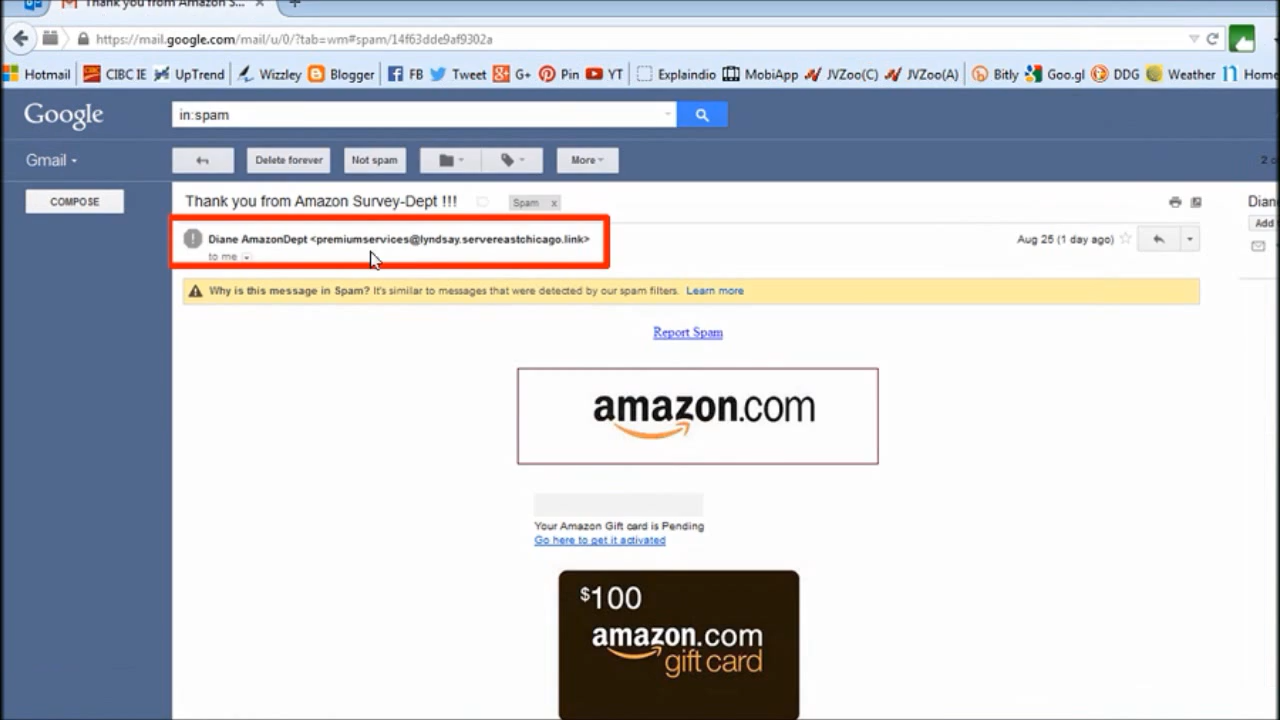 Thank you from Amazon S...
https://mail.google.com/mail/u/0/?tab=wm#spam/14f63dde9af9302a
Hotmail CIBC IE UpTrend Wizzley Blogger FB Tweet G+ Pin YT Explaindio MobiApp JVZoo(C) JVZoo(A) Bitly Goo.gl DDG Weather Home
Google
in:spam
Gmail
Delete forever Not spam More
COMPOSE
Thank you from Amazon Survey-Dept !!!
Spam x
Diane AmazonDept <premiumservices@lyndsay.servereastchicago.link>
to me
Aug 25 (1 day ago)
Add
Why is this message in Spam? It's similar to messages that were detected by our spam filters. Learn more
Report Spam
amazon.com
Your Amazon Gift card is Pending
Go here to get it activated
$100
amazon.com
gift card